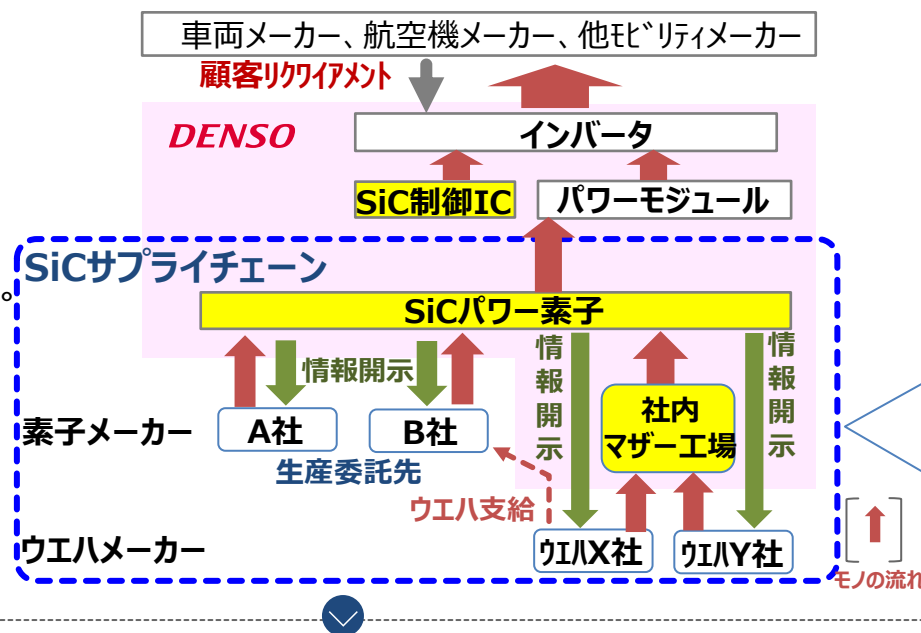 車両メーカー、航空機メーカー、他ﾓﾋﾞﾘﾃｨメーカー
顧客ﾘｸﾜｲｱﾒﾝﾄ
DENSO
インバータ
SiC制御IC
パワーモジュール
SiCサプライチェーン
。
SiCパワー素子
情報開示
情報開示
情報開示
素子メーカー
A社
B社
社内
マザー工場
生産委託先
ウエハ支給
ウエハメーカー
ｳｴﾊX社
ｳｴﾊY社
モノの流れ